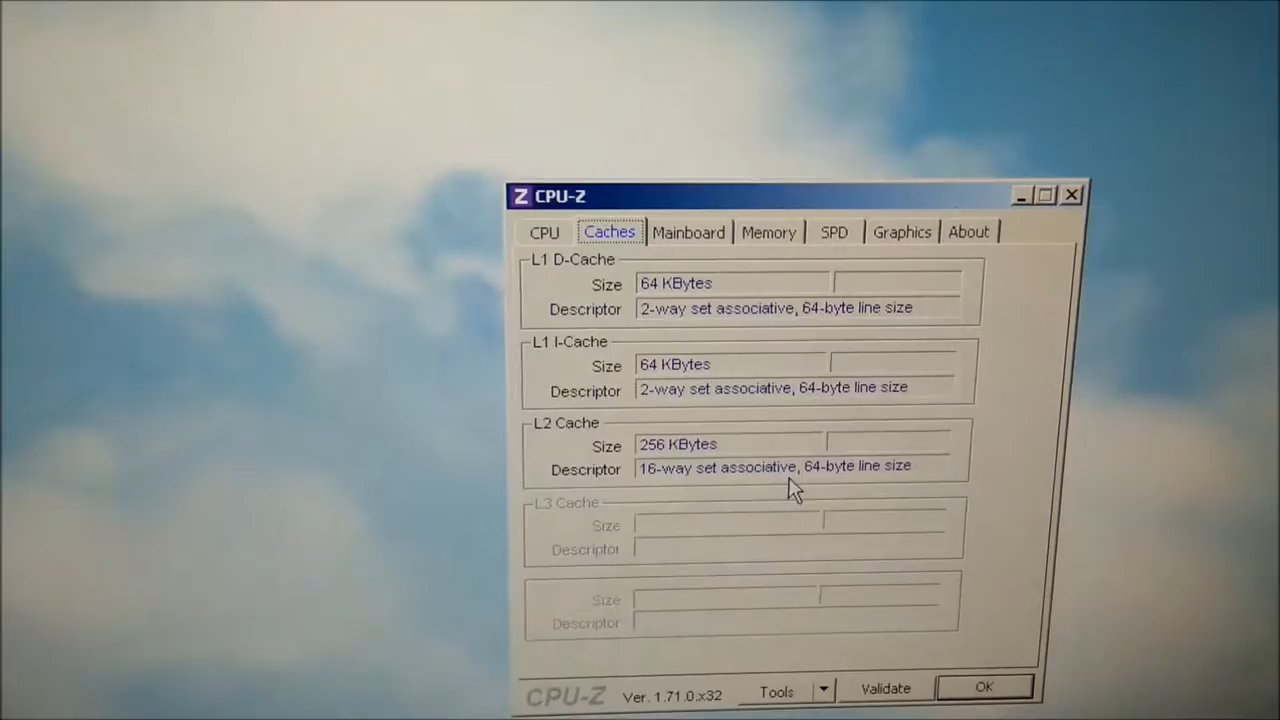 Z CPU-Z
CPU Caches Mainboard Memory SPD Graphics About
L1 D-Cache
Size 64 KBytes
Descriptor 2-way set associative, 64-byte line size
L1 I-Cache
Size 64 KBytes
Descriptor 2-way set associative, 64-byte line size
L2 Cache
Size 256 KBytes
Descriptor 16-way set associative, 64-byte line size
L3 Cache
Size
Descriptor
Size
Descriptor
CPU-Z Ver. 1.71.0.x32 Tools Validate OK